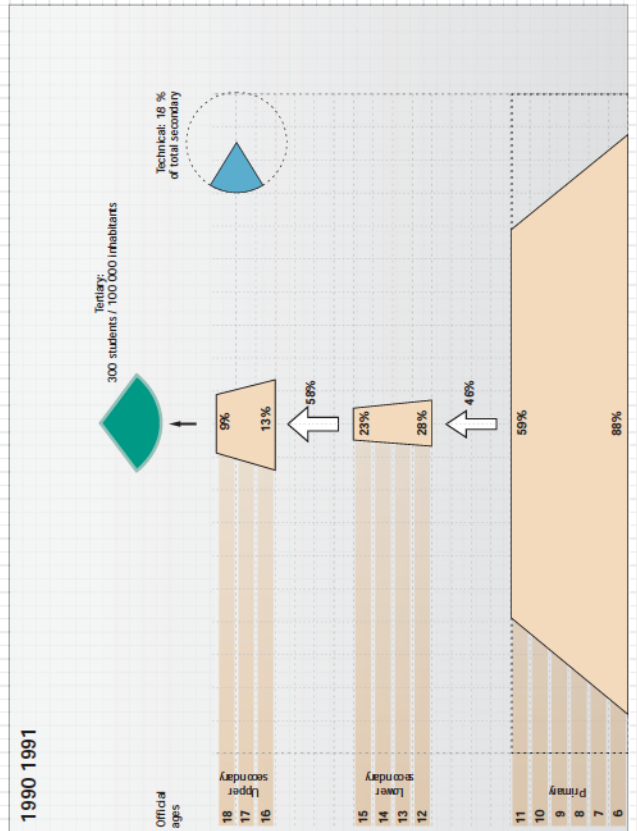 1990 1991
Tertiary:
300 students / 100 000 inhabitants
Technical: 18 %
of total secondary
Official
ages
18
17
16
Upper
secondary
9%
13%
58%
15
14
13
12
Lower
secondary
23%
28%
46%
11
10
9
8
7
6
Primary
59%
88%